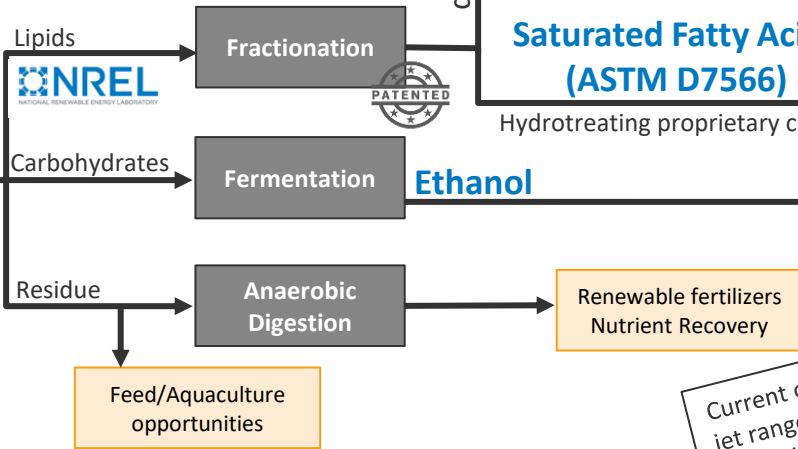 Lipids
NREL
NATIONAL RENEWABLE ENERGY LABORATORY
Fractionation
PATENTED
Saturated Fatty Aci
(ASTM D7566)
Hydrotreating proprietary c
Carbohydrates
Fermentation
Ethanol
Residue
Anaerobic
Digestion
Renewable fertilizers
Nutrient Recovery
Feed/Aquaculture
opportunities
Current
jet range